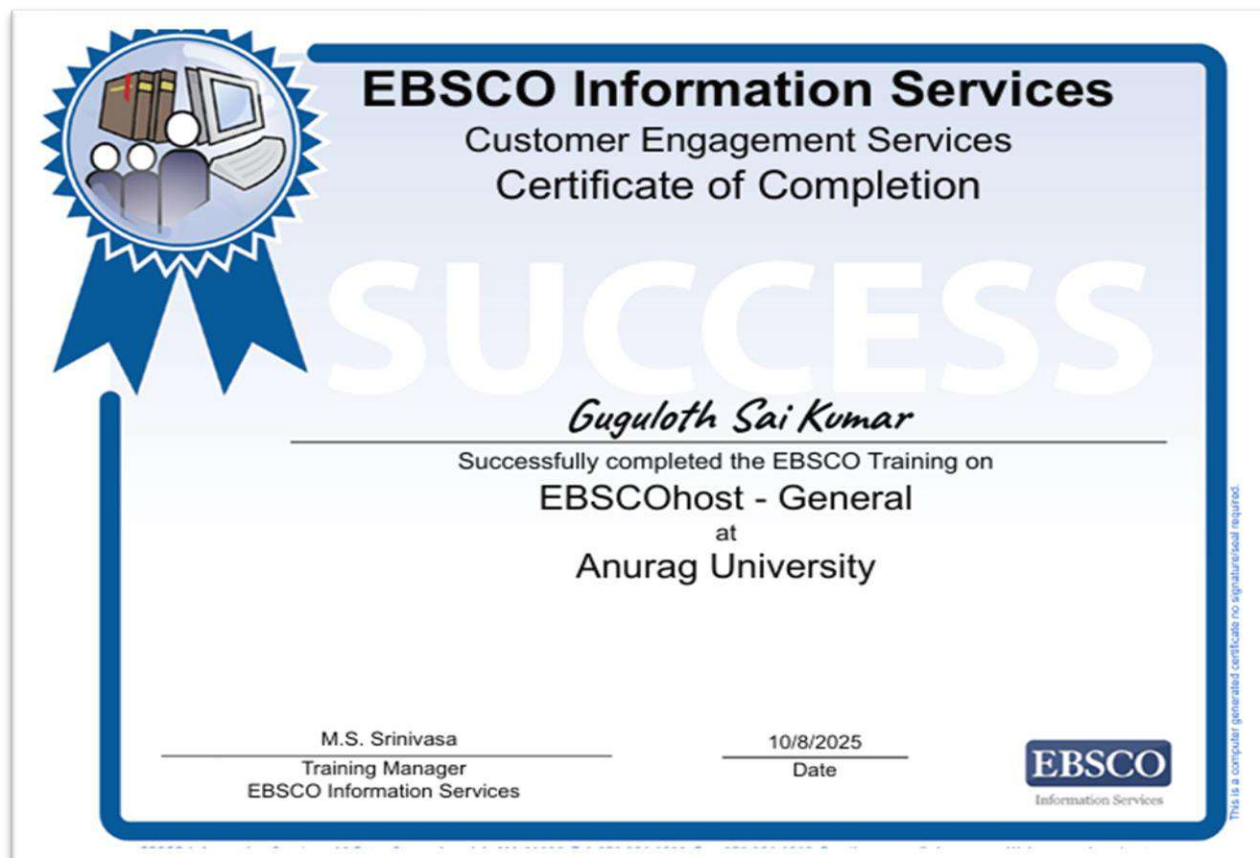 EBSCO Information Services
Customer Engagement Services
Certificate of Completion
SUCCESS
Guguloth Sai Kumar
Successfully completed the EBSCO Training on
EBSCOhost - General
at
Anurag University
M.S. Srinivasa
Training Manager
EBSCO Information Services
10/8/2025
Date
EBSCO
Information Services
This is a computer generated certificate no signature/seal required.